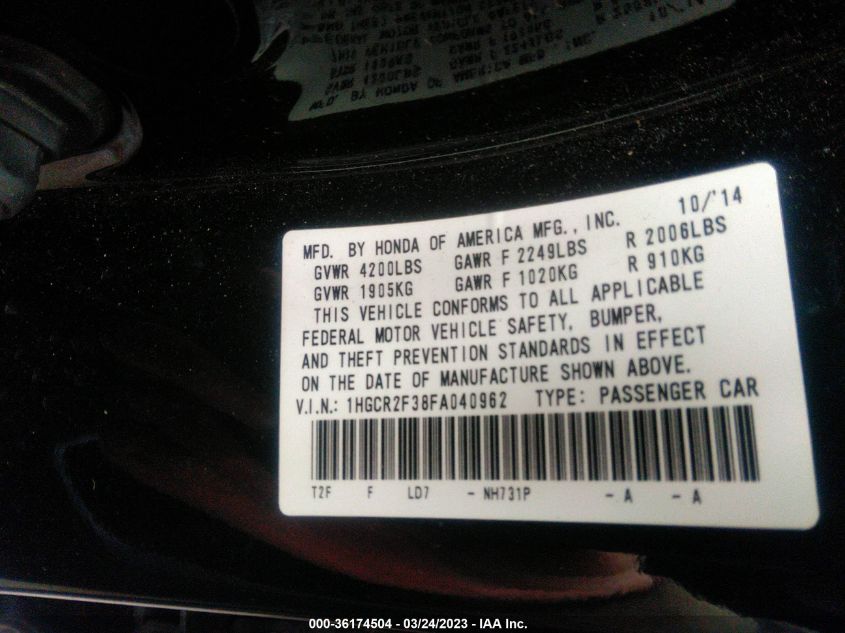 MFD. BY HONDA OF AMERICA MFG., INC. 10/'14
GVWR 4200LBS GAWR F 2249LBS R 2006LBS
GVWR 1905KG GAWR F 1020KG R 910KG
THIS VEHICLE CONFORMS TO ALL APPLICABLE
FEDERAL MOTOR VEHICLE SAFETY, BUMPER,
AND THEFT PREVENTION STANDARDS IN EFFECT
ON THE DATE OF MANUFACTURE SHOWN ABOVE.
V.I.N.: 1HGCR2F38FA040962 TYPE: PASSENGER CAR
T2F F LD7 - NH731P - A - A
000-36174504 - 03/24/2023 - IAA Inc.